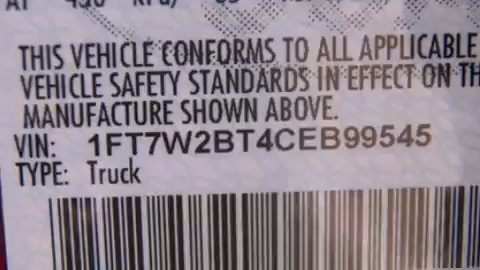 THIS VEHICLE CONFORMS TO ALL APPLICABLE
VEHICLE SAFETY STANDARDS IN EFFECT ON
MANUFACTURE SHOWN ABOVE.
VIN: 1FT7W2BT4CEB99545
TYPE: Truck